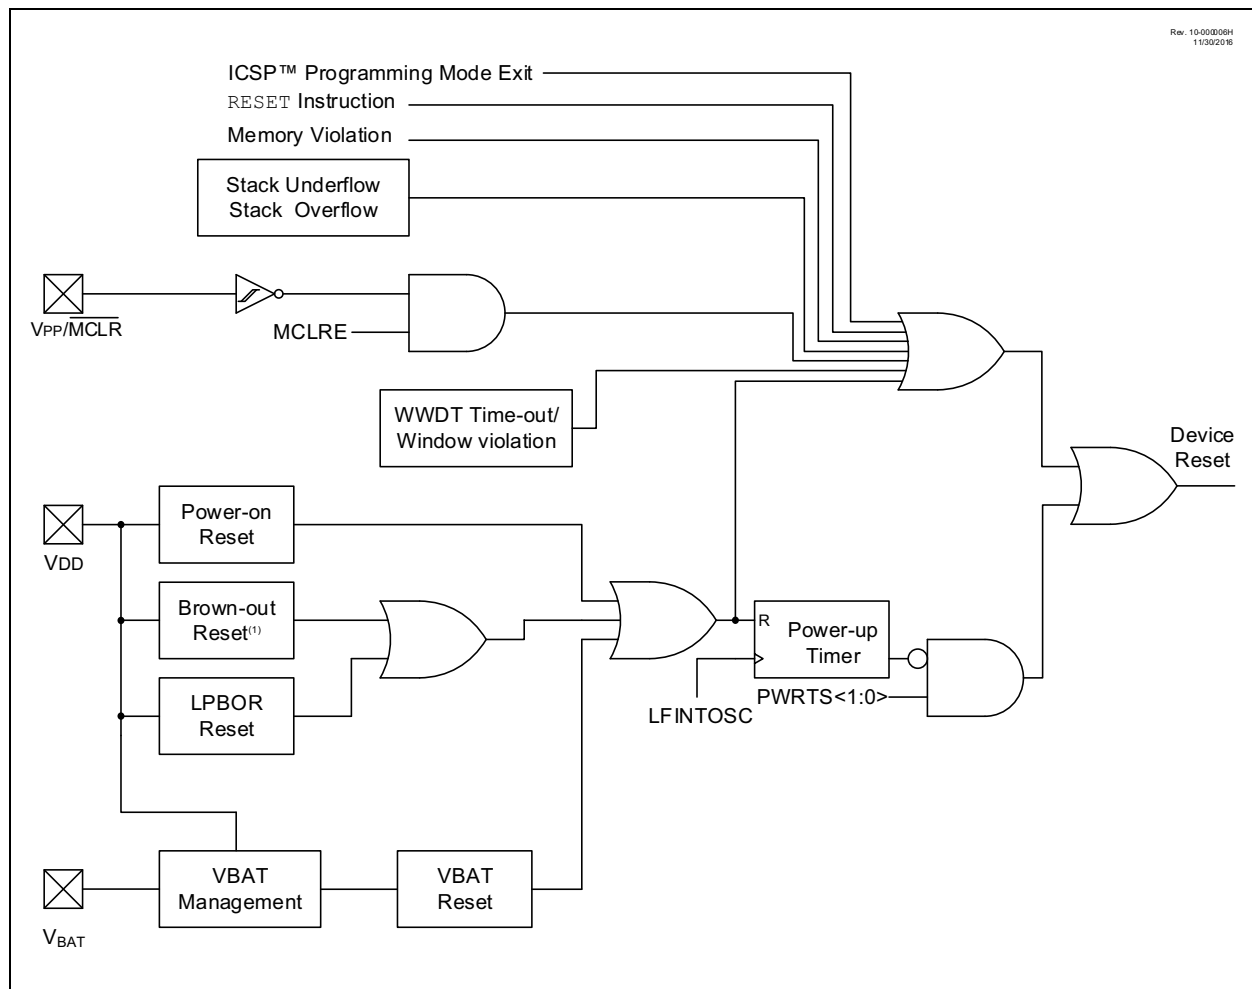 Rev. 10-000006H
11/30/2016
ICSP™ Programming Mode Exit
RESET Instruction
Memory Violation
Stack Underflow
Stack Overflow
VPP/MCLR
MCLRE
WWDT Time-out/
Window violation
Device
Reset
Power-on
Reset
VDD
Brown-out
Reset(1)
R
Power-up
Timer
LPBOR
Reset
PWRTS<1:0>
LFINTOSC
VBAT
Management
VBAT
Reset
VBAT